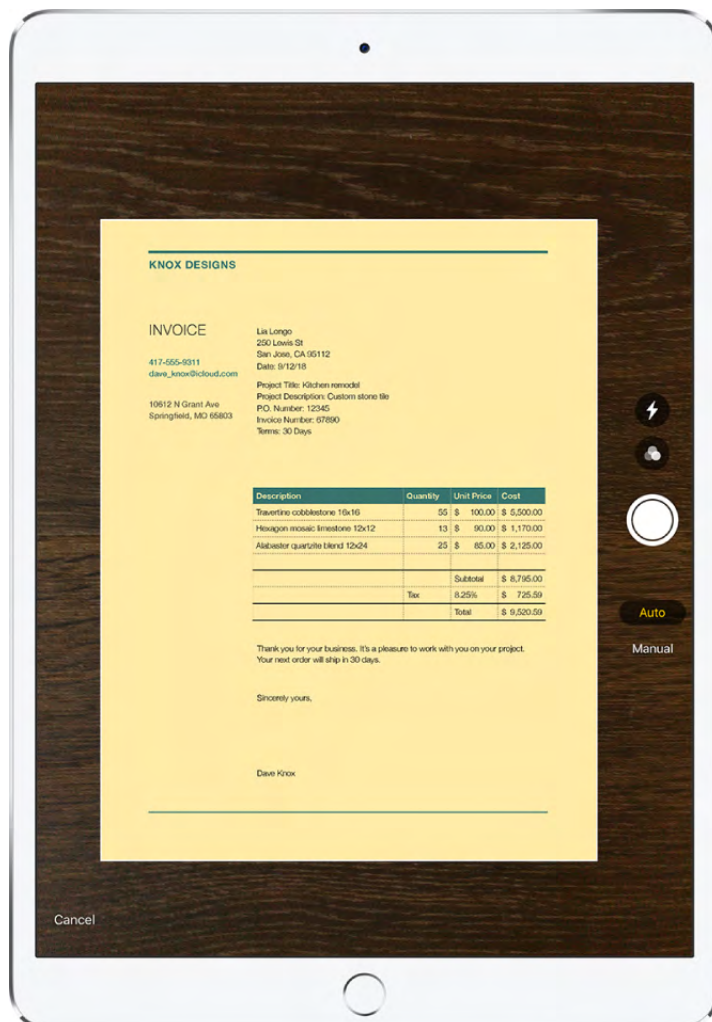 KNOX DESIGNS
INVOICE
417-555-9311
dave_knox@icloud.com
10612 N Grant Ave
Springfield, MO 65803
Lia Longo
250 Lewis St
San Jose, CA 95112
Date: 9/12/18
Project Title: Kitchen remodel
Project Description: Custom stone tile
P.O. Number: 12345
Invoice Number: 67890
Terms: 30 Days
Description Quantity Unit Price Cost
Travertine cobblestone 16x16 55 $ 100.00 $ 5,500.00
Hexagon mosaic limestone 12x12 13 $ 90.00 $ 1,170.00
Alabaster quartzite blend 12x24 25 $ 85.00 $ 2,125.00
Subtotal $ 8,795.00
Tax 8.25% $ 725.59
Total $ 9,520.59
Thank you for your business. It's a pleasure to work with you on your project.
Your next order will ship in 30 days.
Sincerely yours,
Dave Knox
Auto
Manual
Cancel